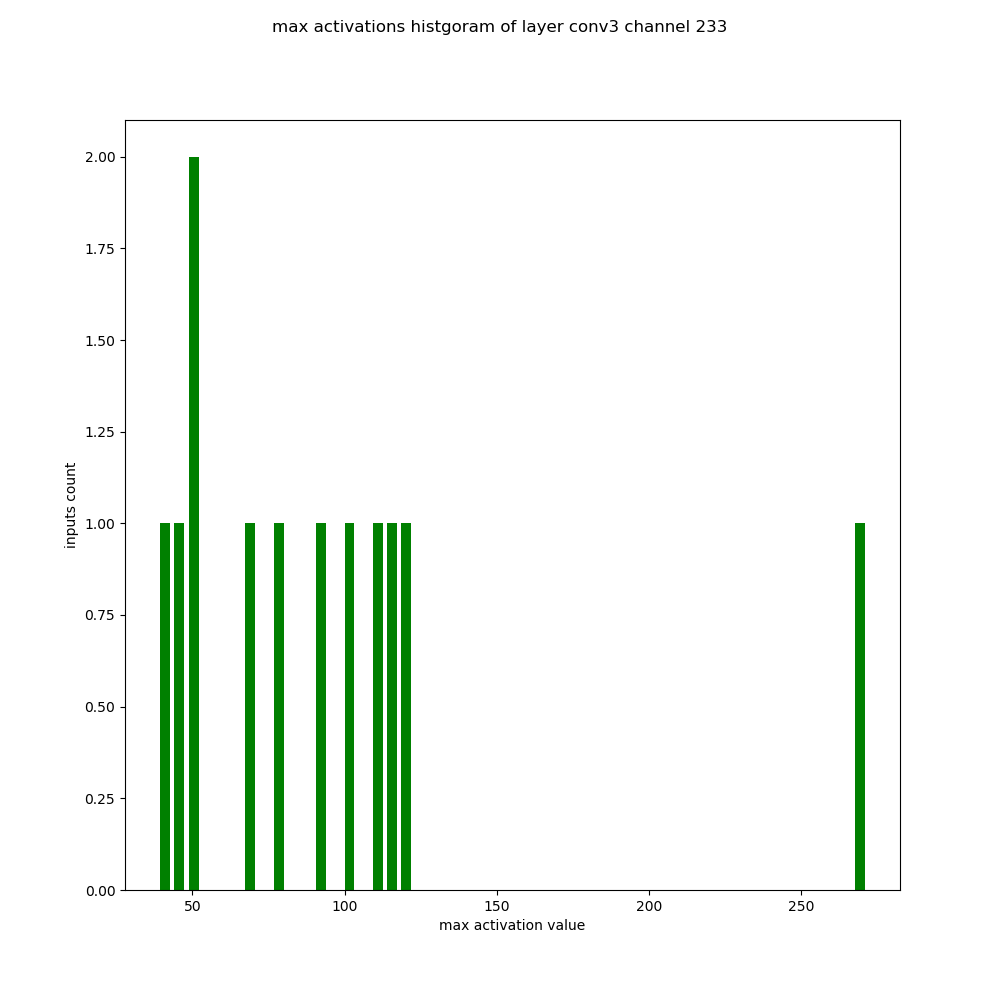 max activations histgoram of layer conv3 channel 233
2.00
1.75
1.50
1.25
1.00
0.75
0.50
0.25
0.00
inputs count
50 100 150 200 250
max activation value